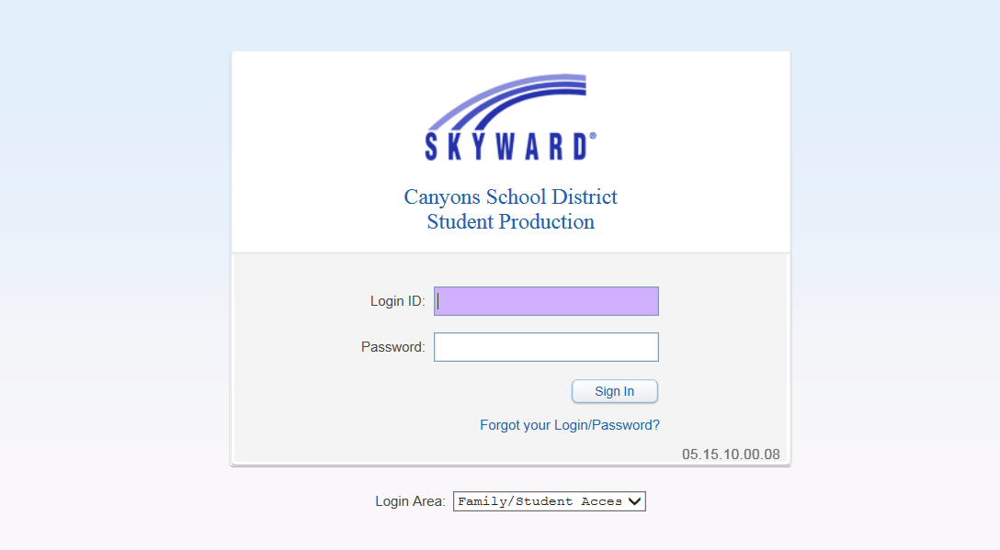 SKYWARD®
Canyons School District
Student Production
Login ID:
Password:
Sign In
Forgot your Login/Password?
05.15.10.00.08
Login Area: Family/Student Acces